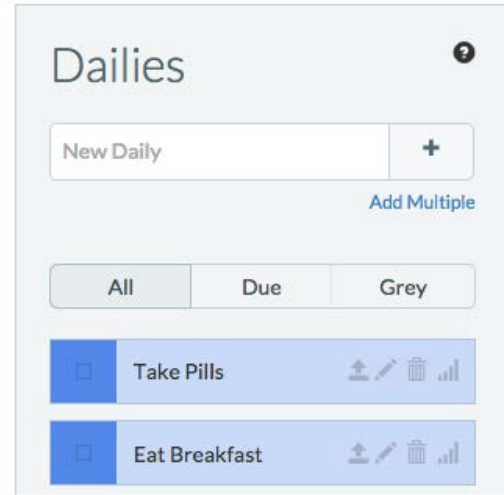 Dailies
New Daily
Add Multiple
All Due Grey
Take Pills
Eat Breakfast